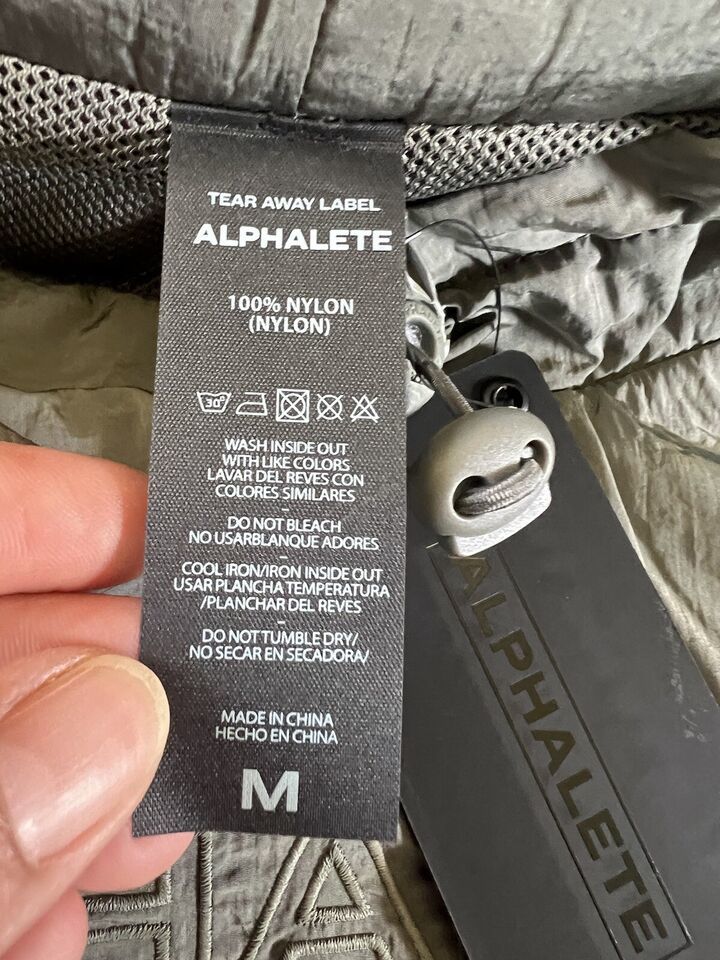 TEAR AWAY LABEL
ALPHALETE
100% NYLON
(NYLON)
30°
WASH INSIDE OUT
WITH LIKE COLORS
LAVAR DEL REVES CON
COLORES SIMILARES
-
DO NOT BLEACH
NO USARBLANQUE ADORES
-
COOL IRON/IRON INSIDE OUT
USAR PLANCHA TEMPERATURA
/PLANCHAR DEL REVES
-
DO NOT TUMBLE DRY/
NO SECAR EN SECADORA/
MADE IN CHINA
HECHO EN CHINA
M
ALPHALETE